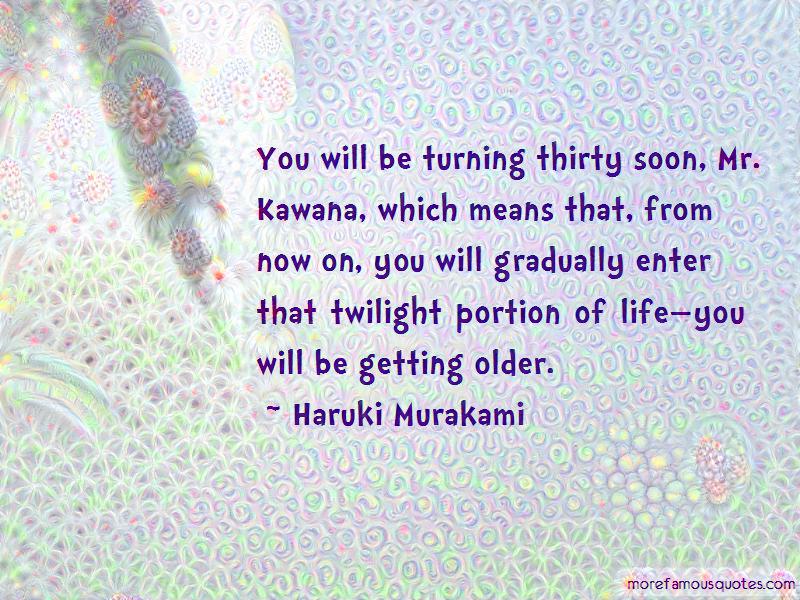 You will be turning thirty soon, Mr.
Kawana, which means that, from
now on, you will gradually enter
that twilight portion of life—you
will be getting older.
~ Haruki Murakami
morefamousquotes.com